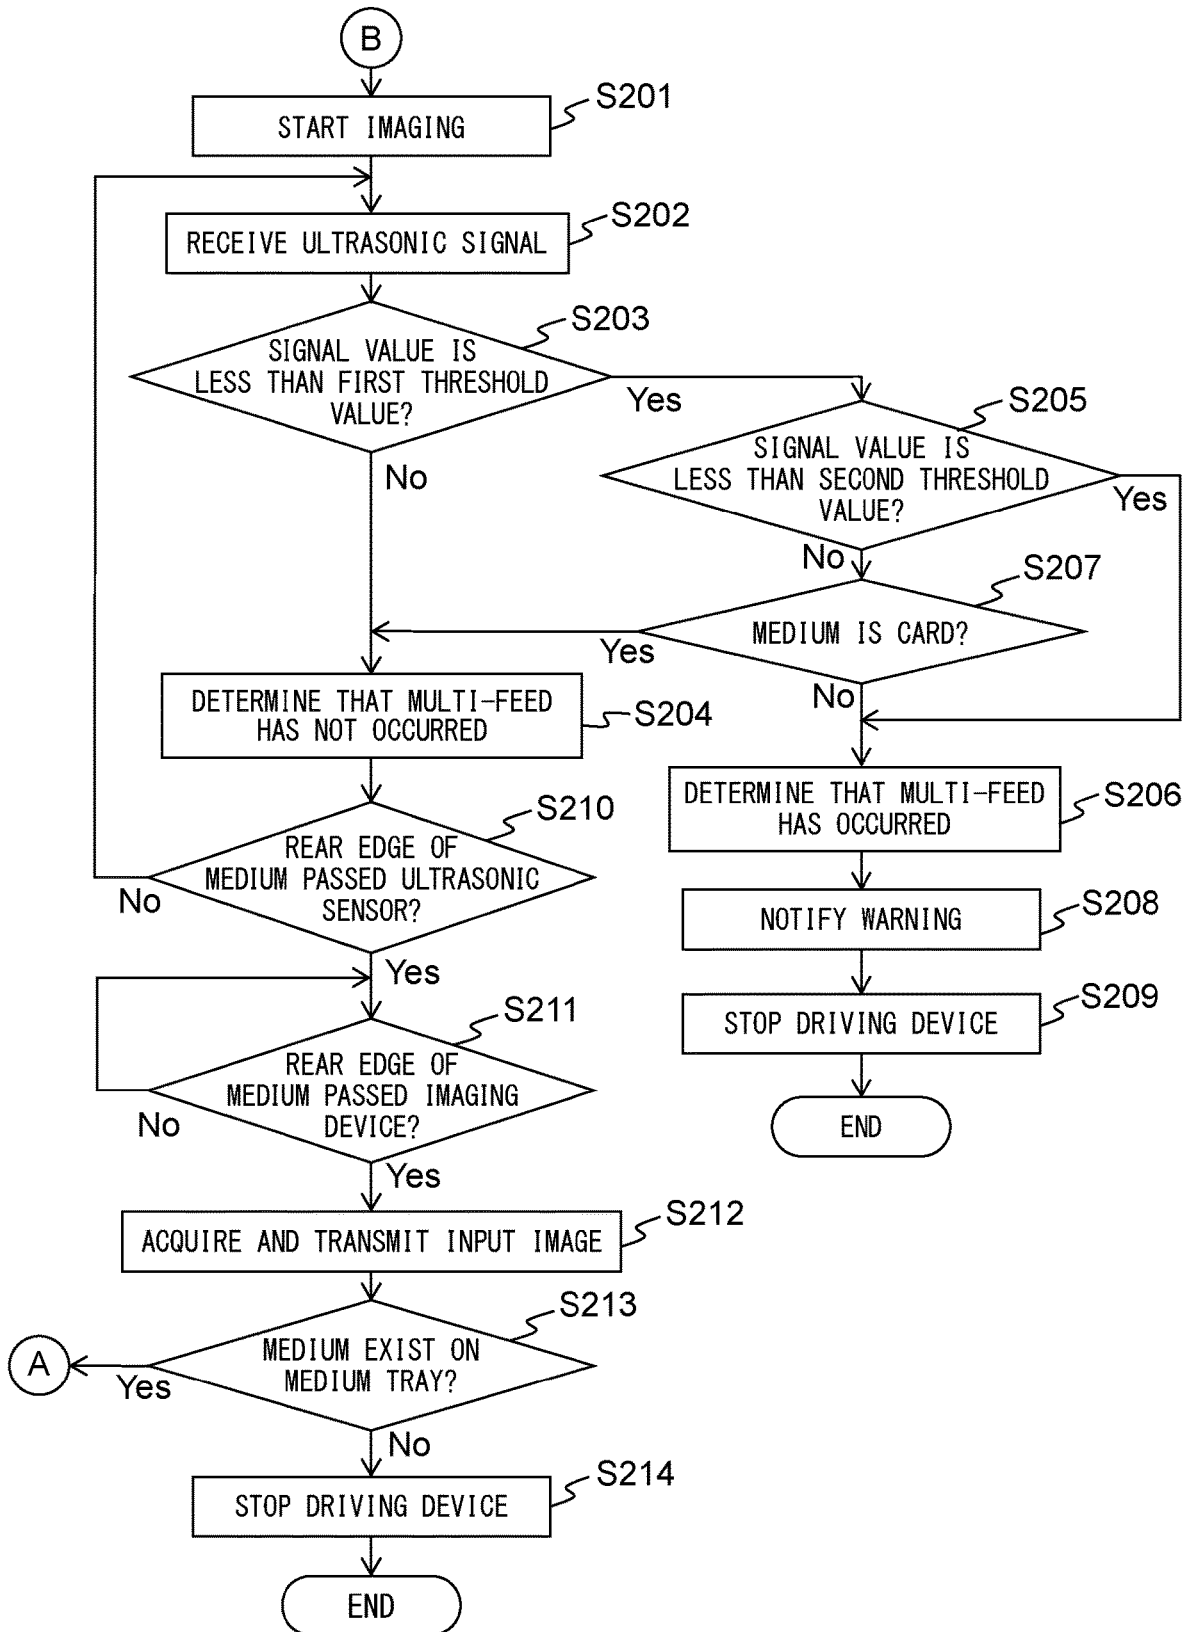 B
START IMAGING
S201
RECEIVE ULTRASONIC SIGNAL
S202
SIGNAL VALUE IS
LESS THAN FIRST THRESHOLD
VALUE?
S203
Yes
No
SIGNAL VALUE IS
LESS THAN SECOND THRESHOLD
VALUE?
S205
Yes
No
MEDIUM IS CARD?
S207
Yes
No
DETERMINE THAT MULTI-FEED
HAS NOT OCCURRED
S204
DETERMINE THAT MULTI-FEED
HAS OCCURRED
S206
REAR EDGE OF
MEDIUM PASSED ULTRASONIC
SENSOR?
S210
No
Yes
NOTIFY WARNING
S208
STOP DRIVING DEVICE
S209
END
REAR EDGE OF
MEDIUM PASSED IMAGING
DEVICE?
S211
No
Yes
ACQUIRE AND TRANSMIT INPUT IMAGE
S212
MEDIUM EXIST ON
MEDIUM TRAY?
S213
A
Yes
No
STOP DRIVING DEVICE
S214
END